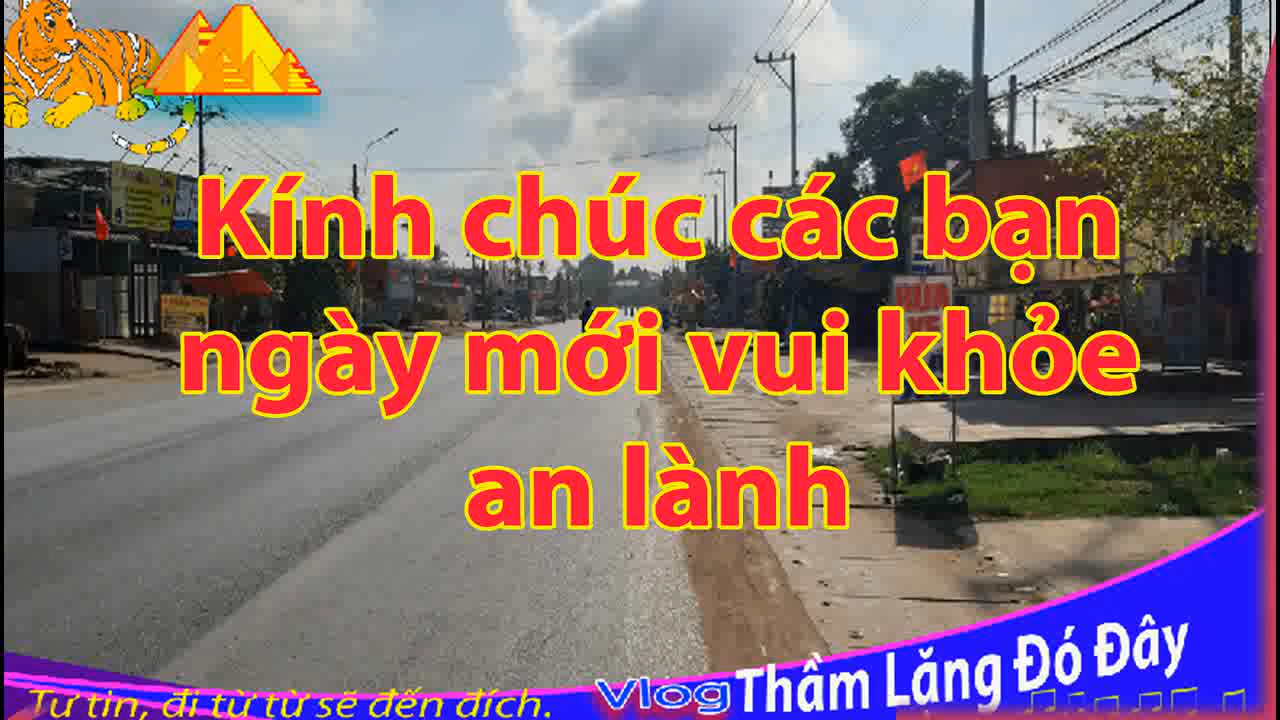 Kính chúc các bạn
ngày mới vui khỏe
an lành
Tự tin, đi từ từ sẽ đến đích.
Vlog Thầm Lăng Đó Đây